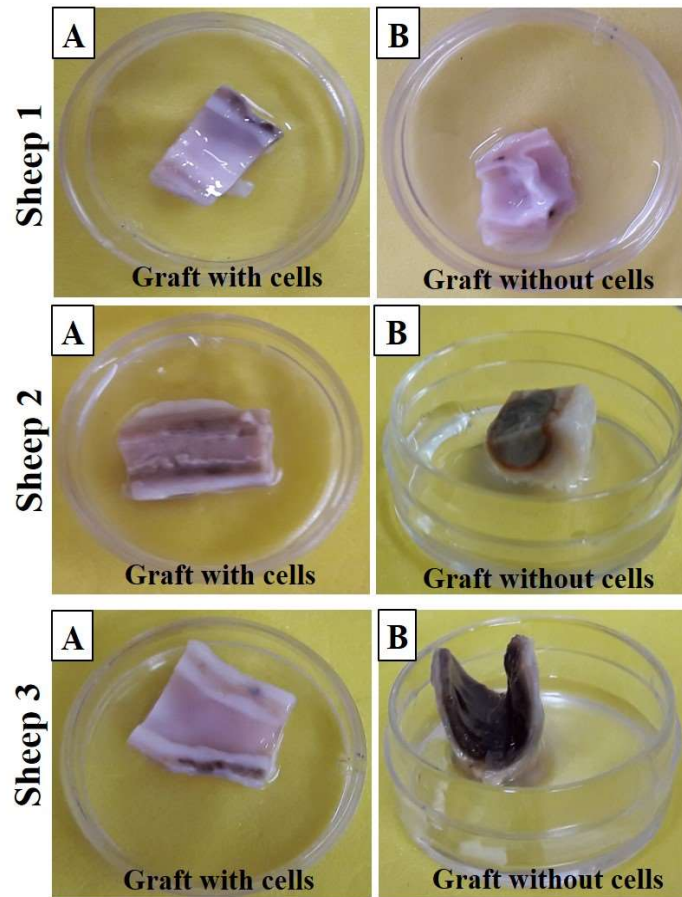 A
B
Sheep 1
Graft with cells
Graft without cells
A
B
Sheep 2
Graft with cells
Graft without cells
A
B
Sheep 3
Graft with cells
Graft without cells